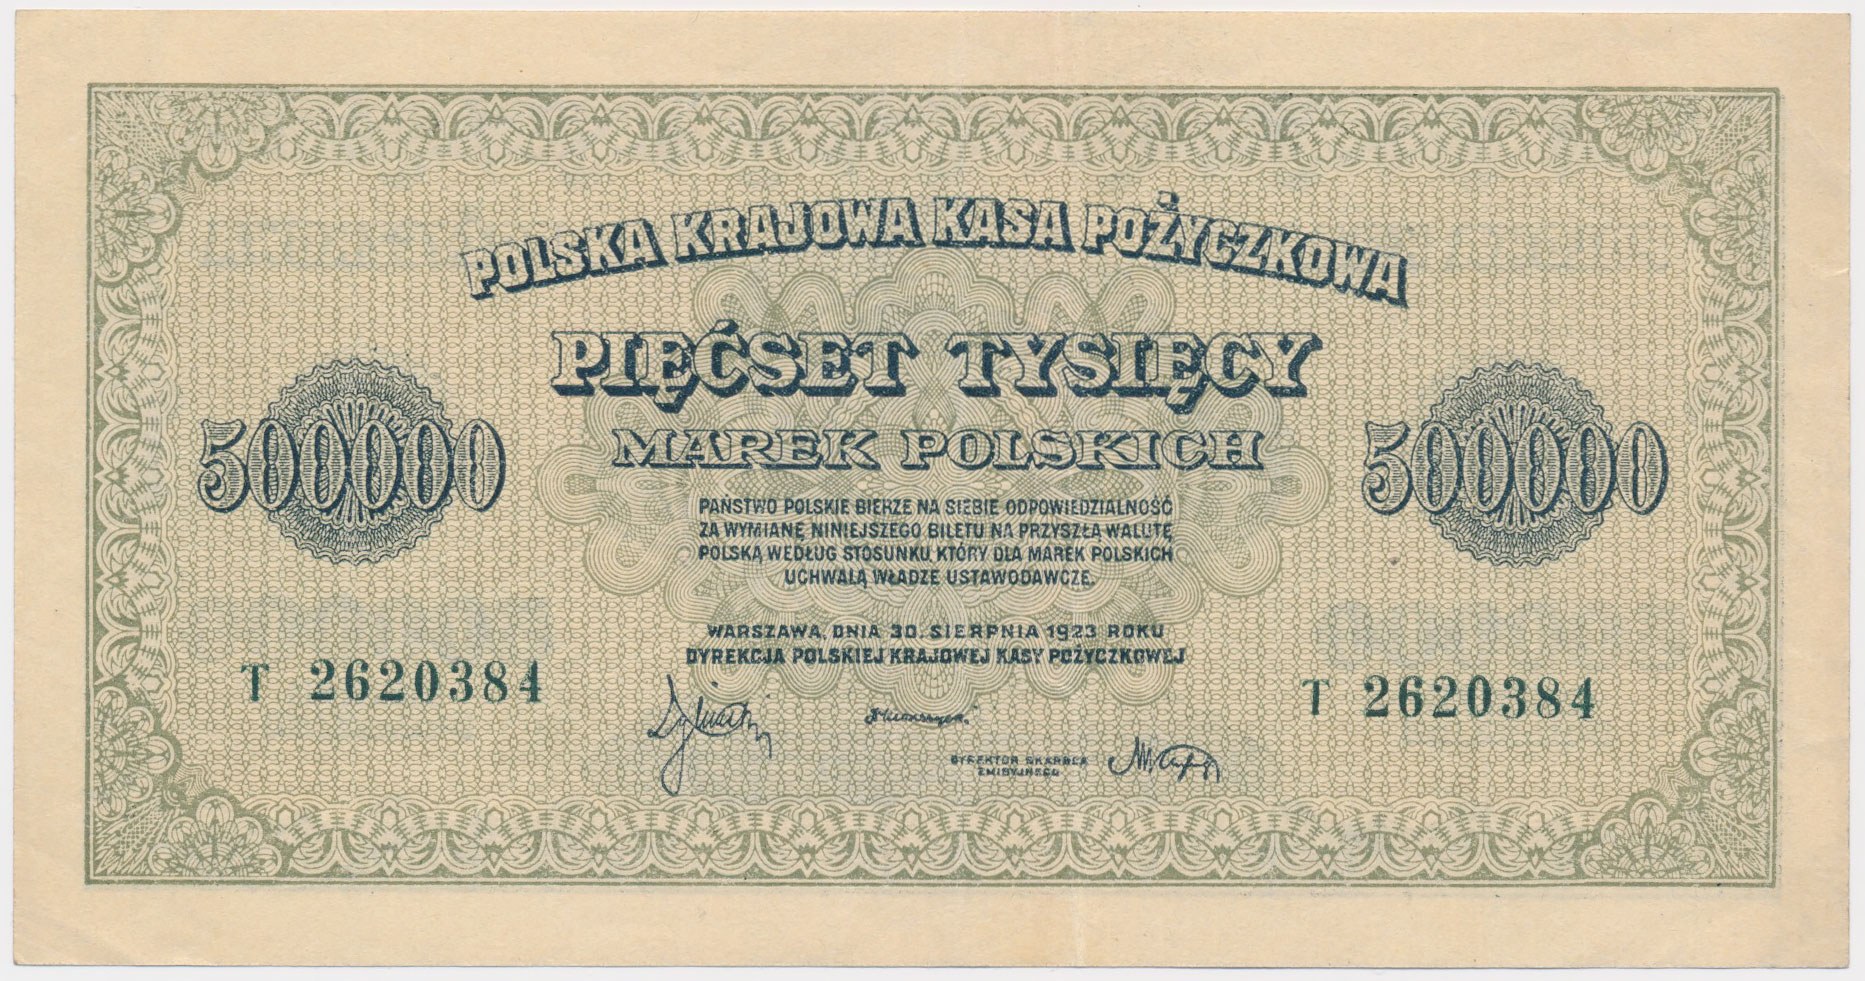 POLSKA KRAJOWA KASA POŻYCZKOWA
PIĘĆSET TYSIĘCY
MAREK POLSKICH
500000
500000
PAŃSTWO POLSKIE BIERZE NA SIEBIE ODPOWIEDZIALNOŚĆ
ZA WYMIANĘ NINIEJSZEGO BILETU NA PRZYSZŁĄ WALUTĘ
POLSKĄ WEDŁUG STOSUNKU, KTÓRY DLA MAREK POLSKICH
UCHWALĄ WŁADZE USTAWODAWCZE.
WARSZAWA, DNIA 30. SIERPNIA 1923 ROKU
DYREKCJA POLSKIEJ KRAJOWEJ KASY POŻYCZKOWEJ
T 2620384
T 2620384
DYREKTOR SKARBCA
EMISYJNEGO